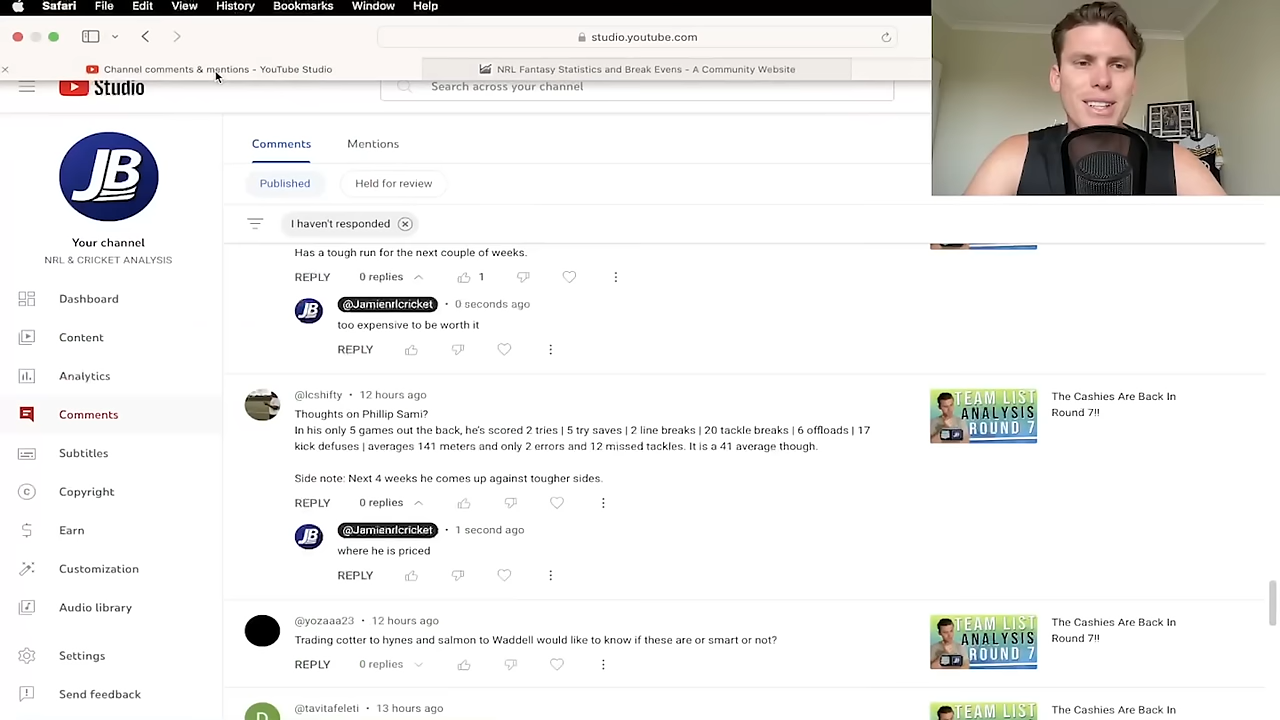 Safari File Edit View History Bookmarks Window Help
studio.youtube.com
Channel comments & mentions - YouTube Studio
NRL Fantasy Statistics and Break Evens - A Community Website
Studio
Search across your channel
JB
Your channel
NRL & CRICKET ANALYSIS
Dashboard
Content
Analytics
Comments
Subtitles
Copyright
Earn
Customization
Audio library
Settings
Send feedback
Comments Mentions
Published Held for review
I haven't responded
Has a tough run for the next couple of weeks.
REPLY 0 replies 1
JB
@Jamienrlcricket • 0 seconds ago
too expensive to be worth it
REPLY
@lcshifty • 12 hours ago
Thoughts on Phillip Sami?
In his only 5 games out the back, he's scored 2 tries | 5 try saves | 2 line breaks | 20 tackle breaks | 6 offloads | 17
kick defuses | averages 141 meters and only 2 errors and 12 missed tackles. It is a 41 average though.
Side note: Next 4 weeks he comes up against tougher sides.
REPLY 0 replies
TEAM LIST
ANALYSIS
ROUND 7
The Cashies Are Back In
Round 7!!
JB
@Jamienrlcricket • 1 second ago
where he is priced
REPLY
@yozaaa23 • 12 hours ago
Trading cotter to hynes and salmon to Waddell would like to know if these are or smart or not?
REPLY 0 replies
TEAM LIST
ANALYSIS
ROUND 7
The Cashies Are Back In
Round 7!!
D
@tavitafeleti • 13 hours ago
TEAM LIST
The Cashies Are Back In